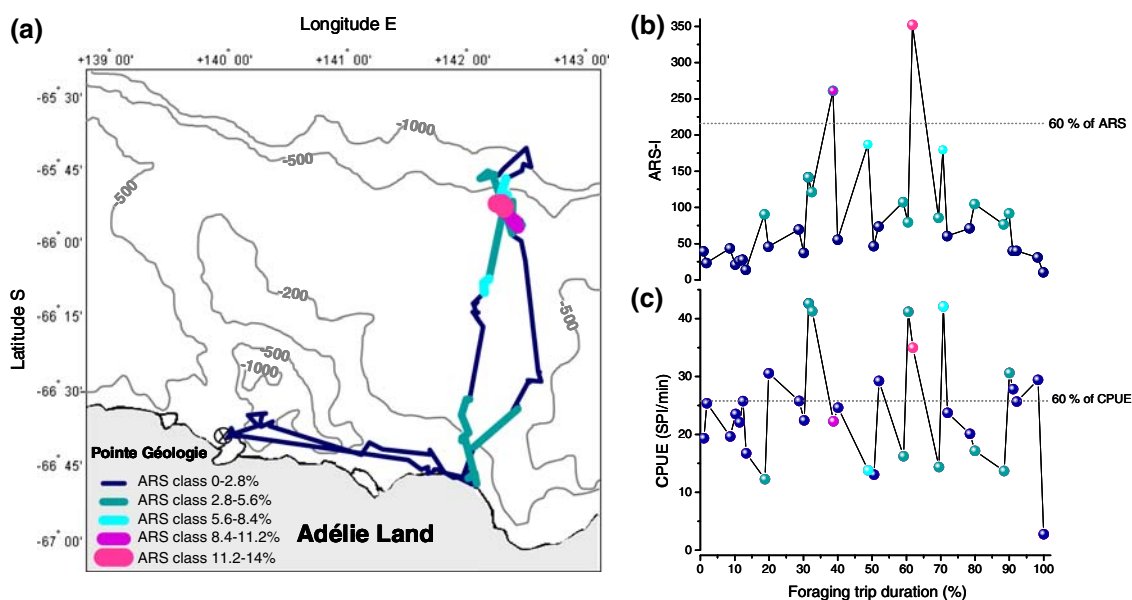 (a)
Longitude E
+139° 00' +140° 00' +141° 00' +142° 00' +143° 00'
Latitude S
-65° 30'
-65° 45'
-66° 00'
-66° 15'
-66° 30'
-66° 45'
-67° 00'
-1000
-500
-500
-200
-500
-500
-1000
Pointe Géologie
ARS class 0-2.8%
ARS class 2.8-5.6%
ARS class 5.6-8.4%
ARS class 8.4-11.2%
ARS class 11.2-14%
Adélie Land
(b)
ARS-I
350
300
250
200
150
100
50
0
60 % of ARS
(c)
CPUE (SPI/min)
40
30
20
10
0
60 % of CPUE
0 10 20 30 40 50 60 70 80 90 100
Foraging trip duration (%)